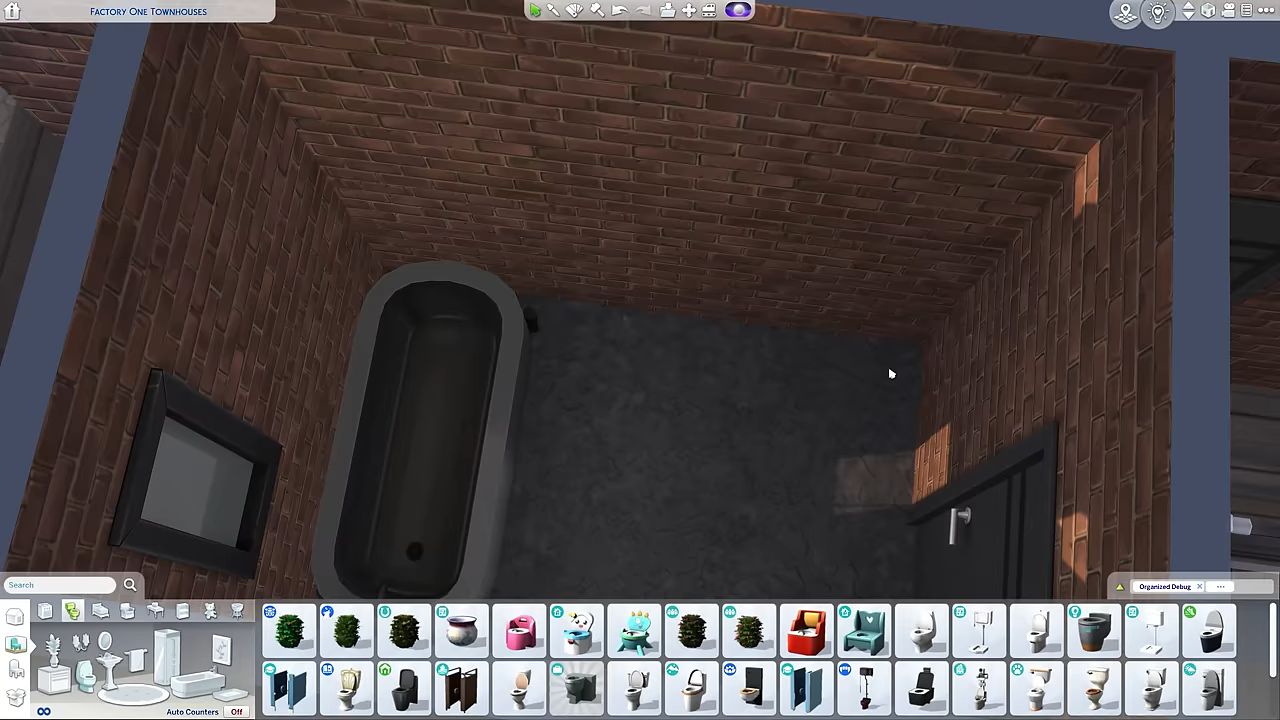 FACTORY ONE TOWNHOUSES
Search
Organized Debug
Auto Counters Off